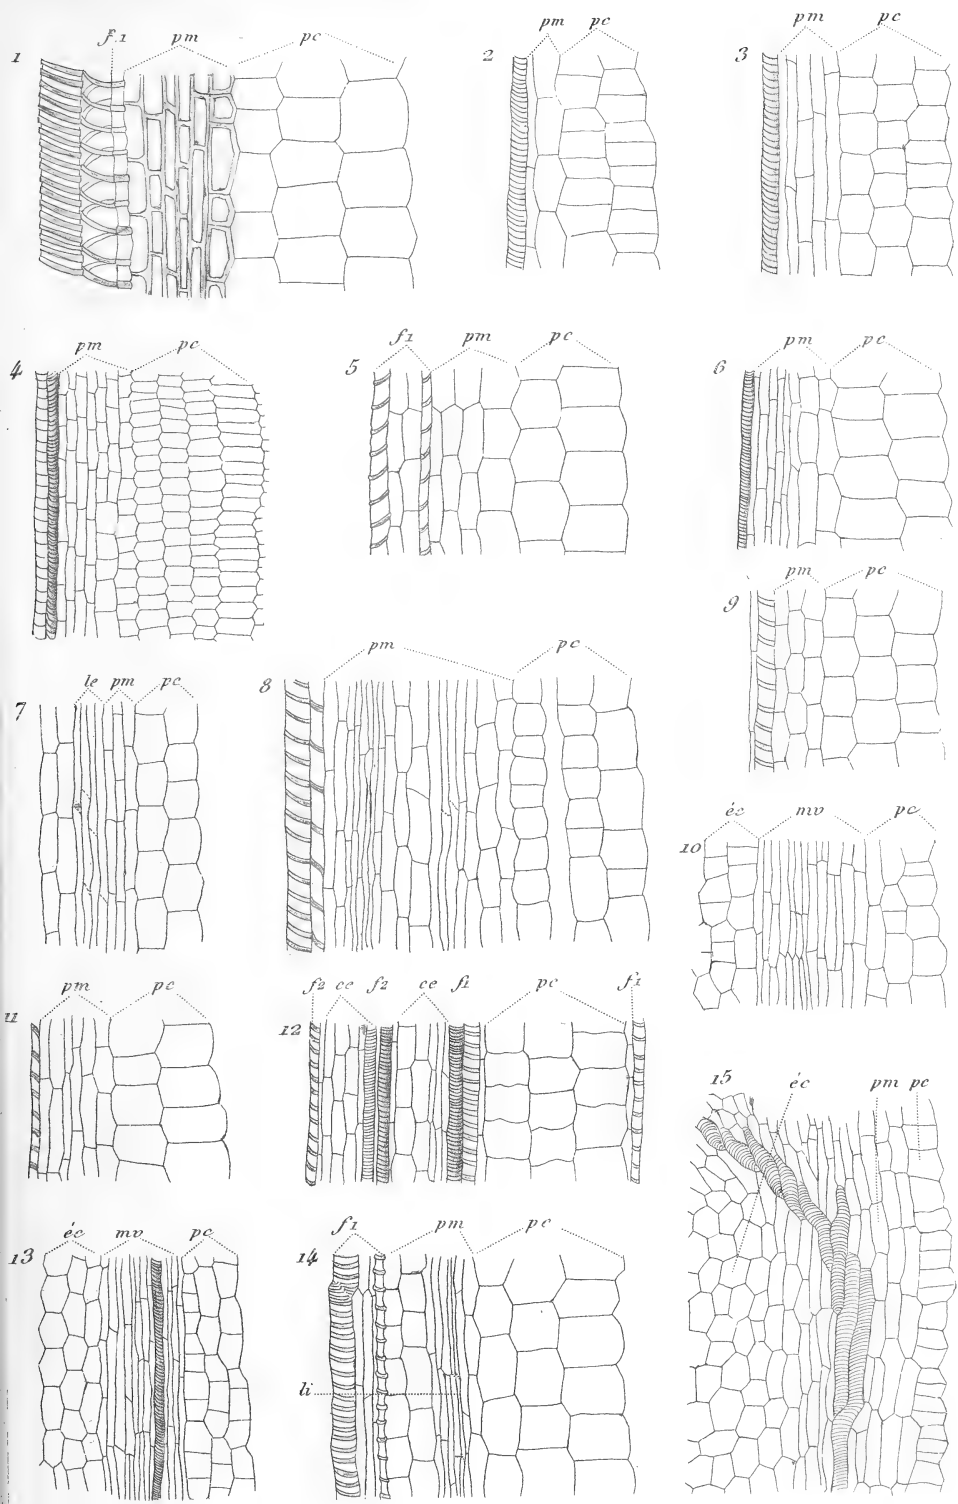 1 f1 pm pc
2 pm pc
3 pm pc
4 pm pc
5 f1 pm pc
6 pm pc
7 le pm pc
8 pm pc
9 pm pc
10 éc mv pc
11 pm pc
12 f2 ce f2 ce f1 pc f1
13 éc mv pc
14 f1 pm pc
li
15 éc pm pc